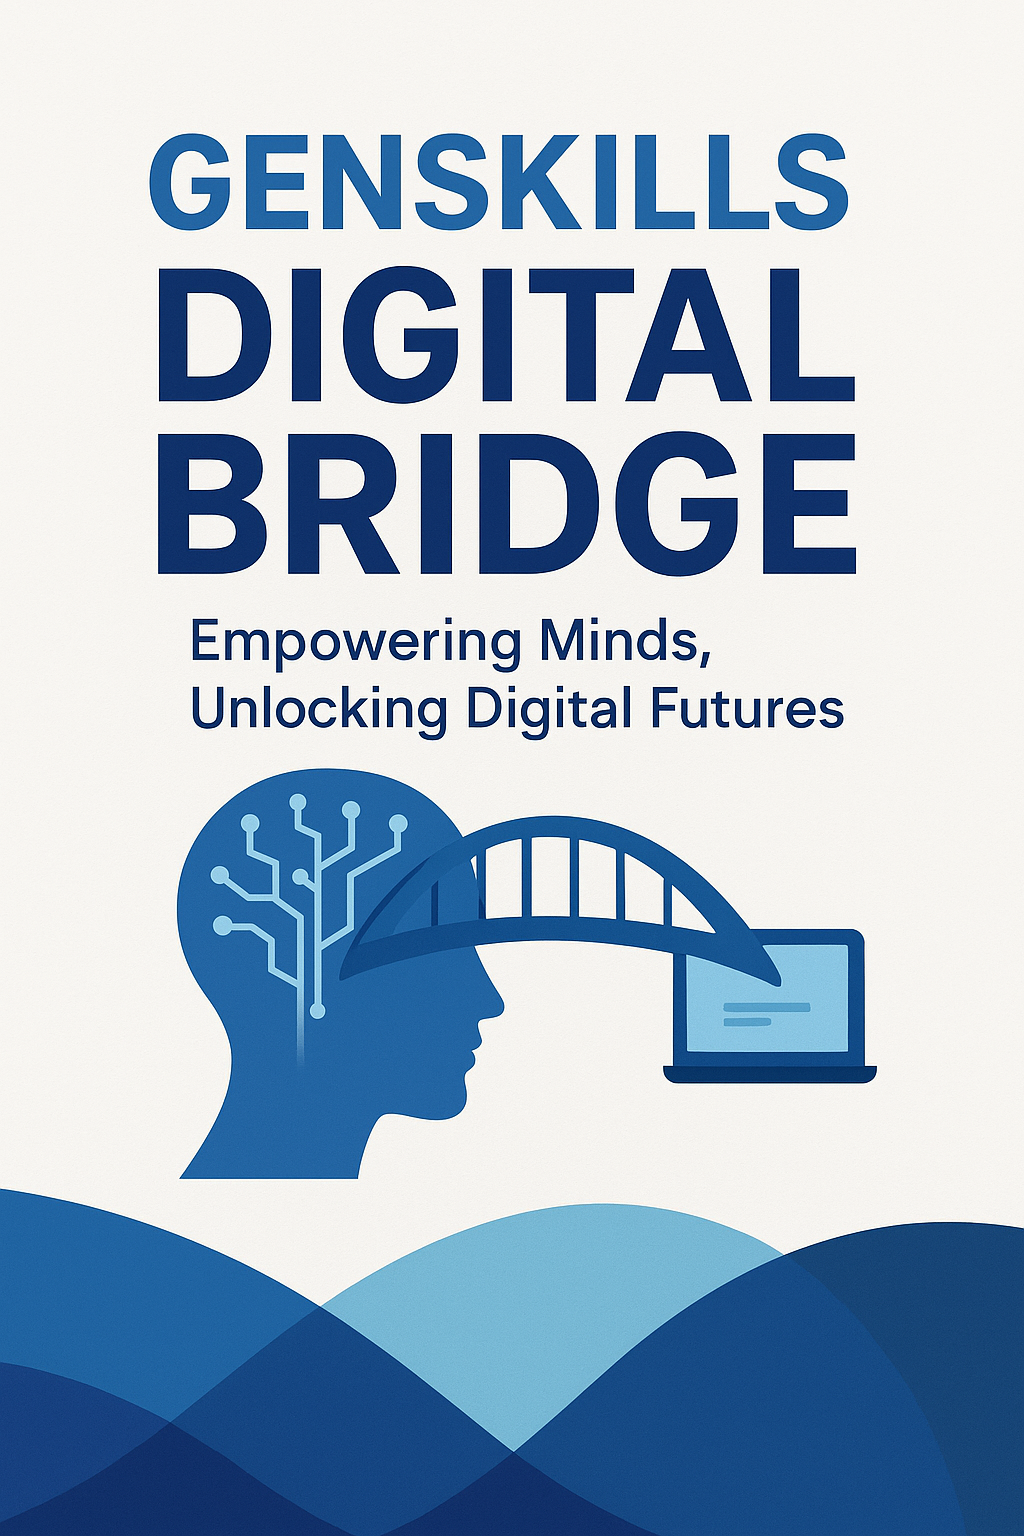 GENSKILLS
DIGITAL
BRIDGE
Empowering Minds,
Unlocking Digital Futures